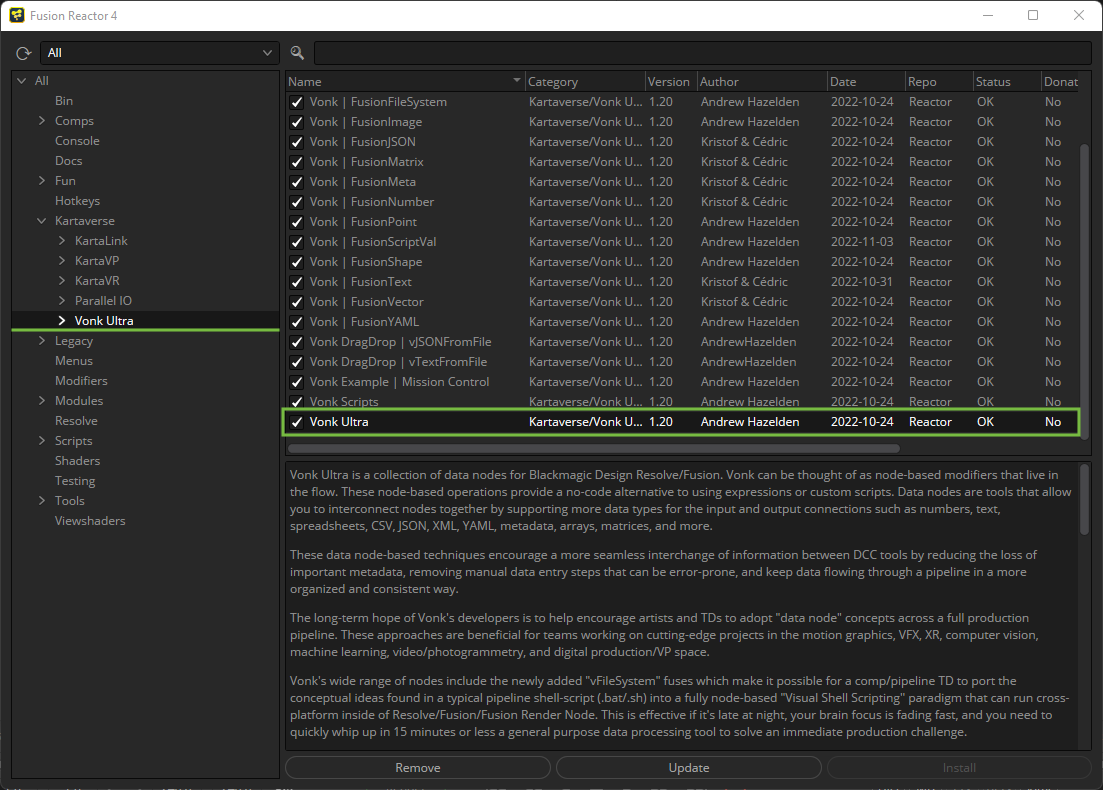 Fusion Reactor 4
All
All
Bin
Comps
Console
Docs
Fun
Hotkeys
Kartaverse
KartaLink
KartaVP
KartaVR
Parallel IO
Vonk Ultra
Legacy
Menus
Modifiers
Modules
Resolve
Scripts
Shaders
Testing
Tools
Viewshaders
Name Category Version Author Date Repo Status Donat
Vonk | FusionFileSystem Kartaverse/Vonk U... 1.20 Andrew Hazelden 2022-10-24 Reactor OK No
Vonk | FusionImage Kartaverse/Vonk U... 1.20 Andrew Hazelden 2022-10-24 Reactor OK No
Vonk | FusionJSON Kartaverse/Vonk U... 1.20 Kristof & Cédric 2022-10-24 Reactor OK No
Vonk | FusionMatrix Kartaverse/Vonk U... 1.20 Kristof & Cédric 2022-10-24 Reactor OK No
Vonk | FusionMeta Kartaverse/Vonk U... 1.20 Kristof & Cédric 2022-10-24 Reactor OK No
Vonk | FusionNumber Kartaverse/Vonk U... 1.20 Kristof & Cédric 2022-10-24 Reactor OK No
Vonk | FusionPoint Kartaverse/Vonk U... 1.20 Andrew Hazelden 2022-10-24 Reactor OK No
Vonk | FusionScriptVal Kartaverse/Vonk U... 1.20 Andrew Hazelden 2022-11-03 Reactor OK No
Vonk | FusionShape Kartaverse/Vonk U... 1.20 Andrew Hazelden 2022-10-24 Reactor OK No
Vonk | FusionText Kartaverse/Vonk U... 1.20 Kristof & Cédric 2022-10-31 Reactor OK No
Vonk | FusionVector Kartaverse/Vonk U... 1.20 Kristof & Cédric 2022-10-24 Reactor OK No
Vonk | FusionYAML Kartaverse/Vonk U... 1.20 Andrew Hazelden 2022-10-24 Reactor OK No
Vonk DragDrop | vJSONFromFile Kartaverse/Vonk U... 1.20 AndrewHazelden 2022-10-24 Reactor OK No
Vonk DragDrop | vTextFromFile Kartaverse/Vonk U... 1.20 AndrewHazelden 2022-10-24 Reactor OK No
Vonk Example | Mission Control Kartaverse/Vonk U... 1.20 Andrew Hazelden 2022-10-24 Reactor OK No
Vonk Scripts Kartaverse/Vonk U... 1.20 Andrew Hazelden 2022-10-24 Reactor OK No
Vonk Ultra Kartaverse/Vonk U... 1.20 Andrew Hazelden 2022-10-24 Reactor OK No
Vonk Ultra is a collection of data nodes for Blackmagic Design Resolve/Fusion. Vonk can be thought of as node-based modifiers that live in
the flow. These node-based operations provide a no-code alternative to using expressions or custom scripts. Data nodes are tools that allow
you to interconnect nodes together by supporting more data types for the input and output connections such as numbers, text,
spreadsheets, CSV, JSON, XML, YAML, metadata, arrays, matrices, and more.
These data node-based techniques encourage a more seamless interchange of information between DCC tools by reducing the loss of
important metadata, removing manual data entry steps that can be error-prone, and keep data flowing through a pipeline in a more
organized and consistent way.
The long-term hope of Vonk's developers is to help encourage artists and TDs to adopt "data node" concepts across a full production
pipeline. These approaches are beneficial for teams working on cutting-edge projects in the motion graphics, VFX, XR, computer vision,
machine learning, video/photogrammetry, and digital production/VP space.
Vonk's wide range of nodes include the newly added "vFileSystem" fuses which make it possible for a comp/pipeline TD to port the
conceptual ideas found in a typical pipeline shell-script (.bat/.sh) into a fully node-based "Visual Shell Scripting" paradigm that can run cross-
platform inside of Resolve/Fusion/Fusion Render Node. This is effective if it's late at night, your brain focus is fading fast, and you need to
quickly whip up in 15 minutes or less a general purpose data processing tool to solve an immediate production challenge.
Remove Update Install